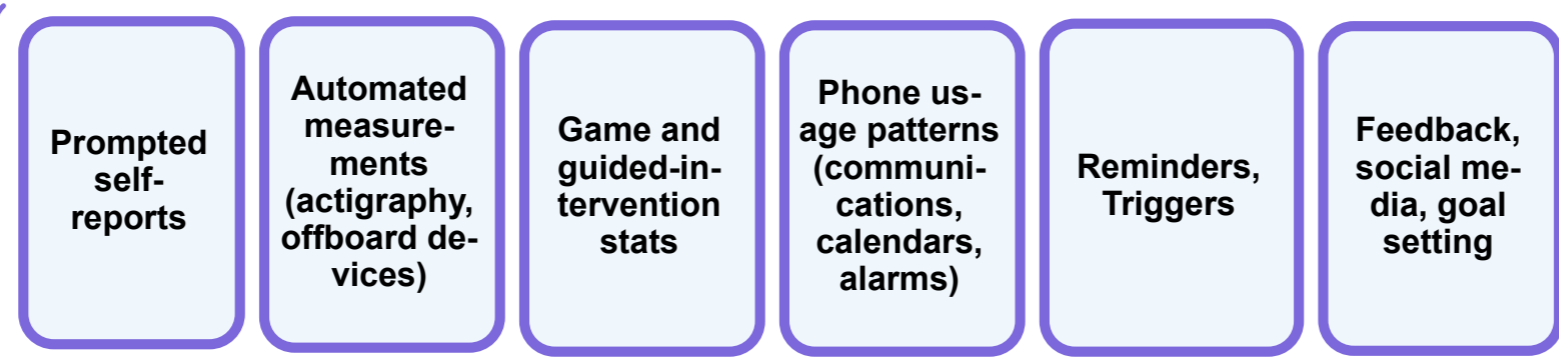 Prompted
self-
reports
Automated
measure-
ments
(actigraphy,
offboard de-
vices)
Game and
guided-in-
tervention
stats
Phone us-
age patterns
(communi-
cations,
calendars,
alarms)
Reminders,
Triggers
Feedback,
social me-
dia, goal
setting